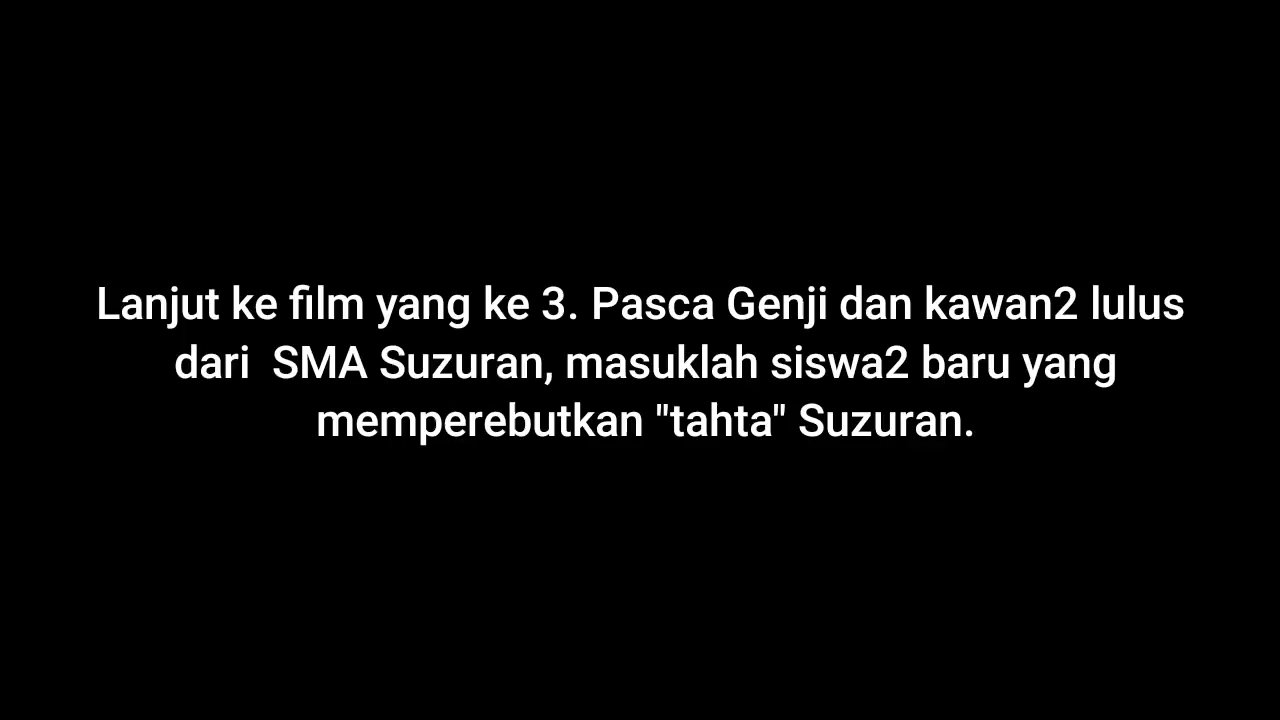 Lanjut ke film yang ke 3. Pasca Genji dan kawan2 lulus
dari  SMA Suzuran, masuklah siswa2 baru yang
memperebutkan "tahta" Suzuran.